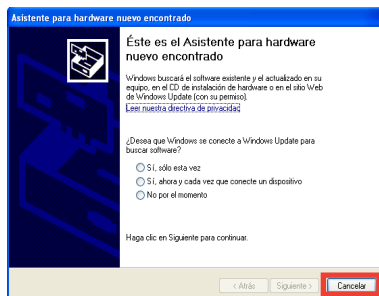 Asistente para hardware nuevo encontrado
Éste es el Asistente para hardware
nuevo encontrado
Windows buscará el software existente y el actualizado en su
equipo, en el CD de instalación de hardware o en el sitio Web
de Windows Update (con su permiso).
Leer nuestra directiva de privacidad
¿Desea que Windows se conecte a Windows Update para
buscar software?
Sí, sólo esta vez
Sí, ahora y cada vez que conecte un dispositivo
No por el momento
Haga clic en Siguiente para continuar.
< Atrás
Siguiente >
Cancelar